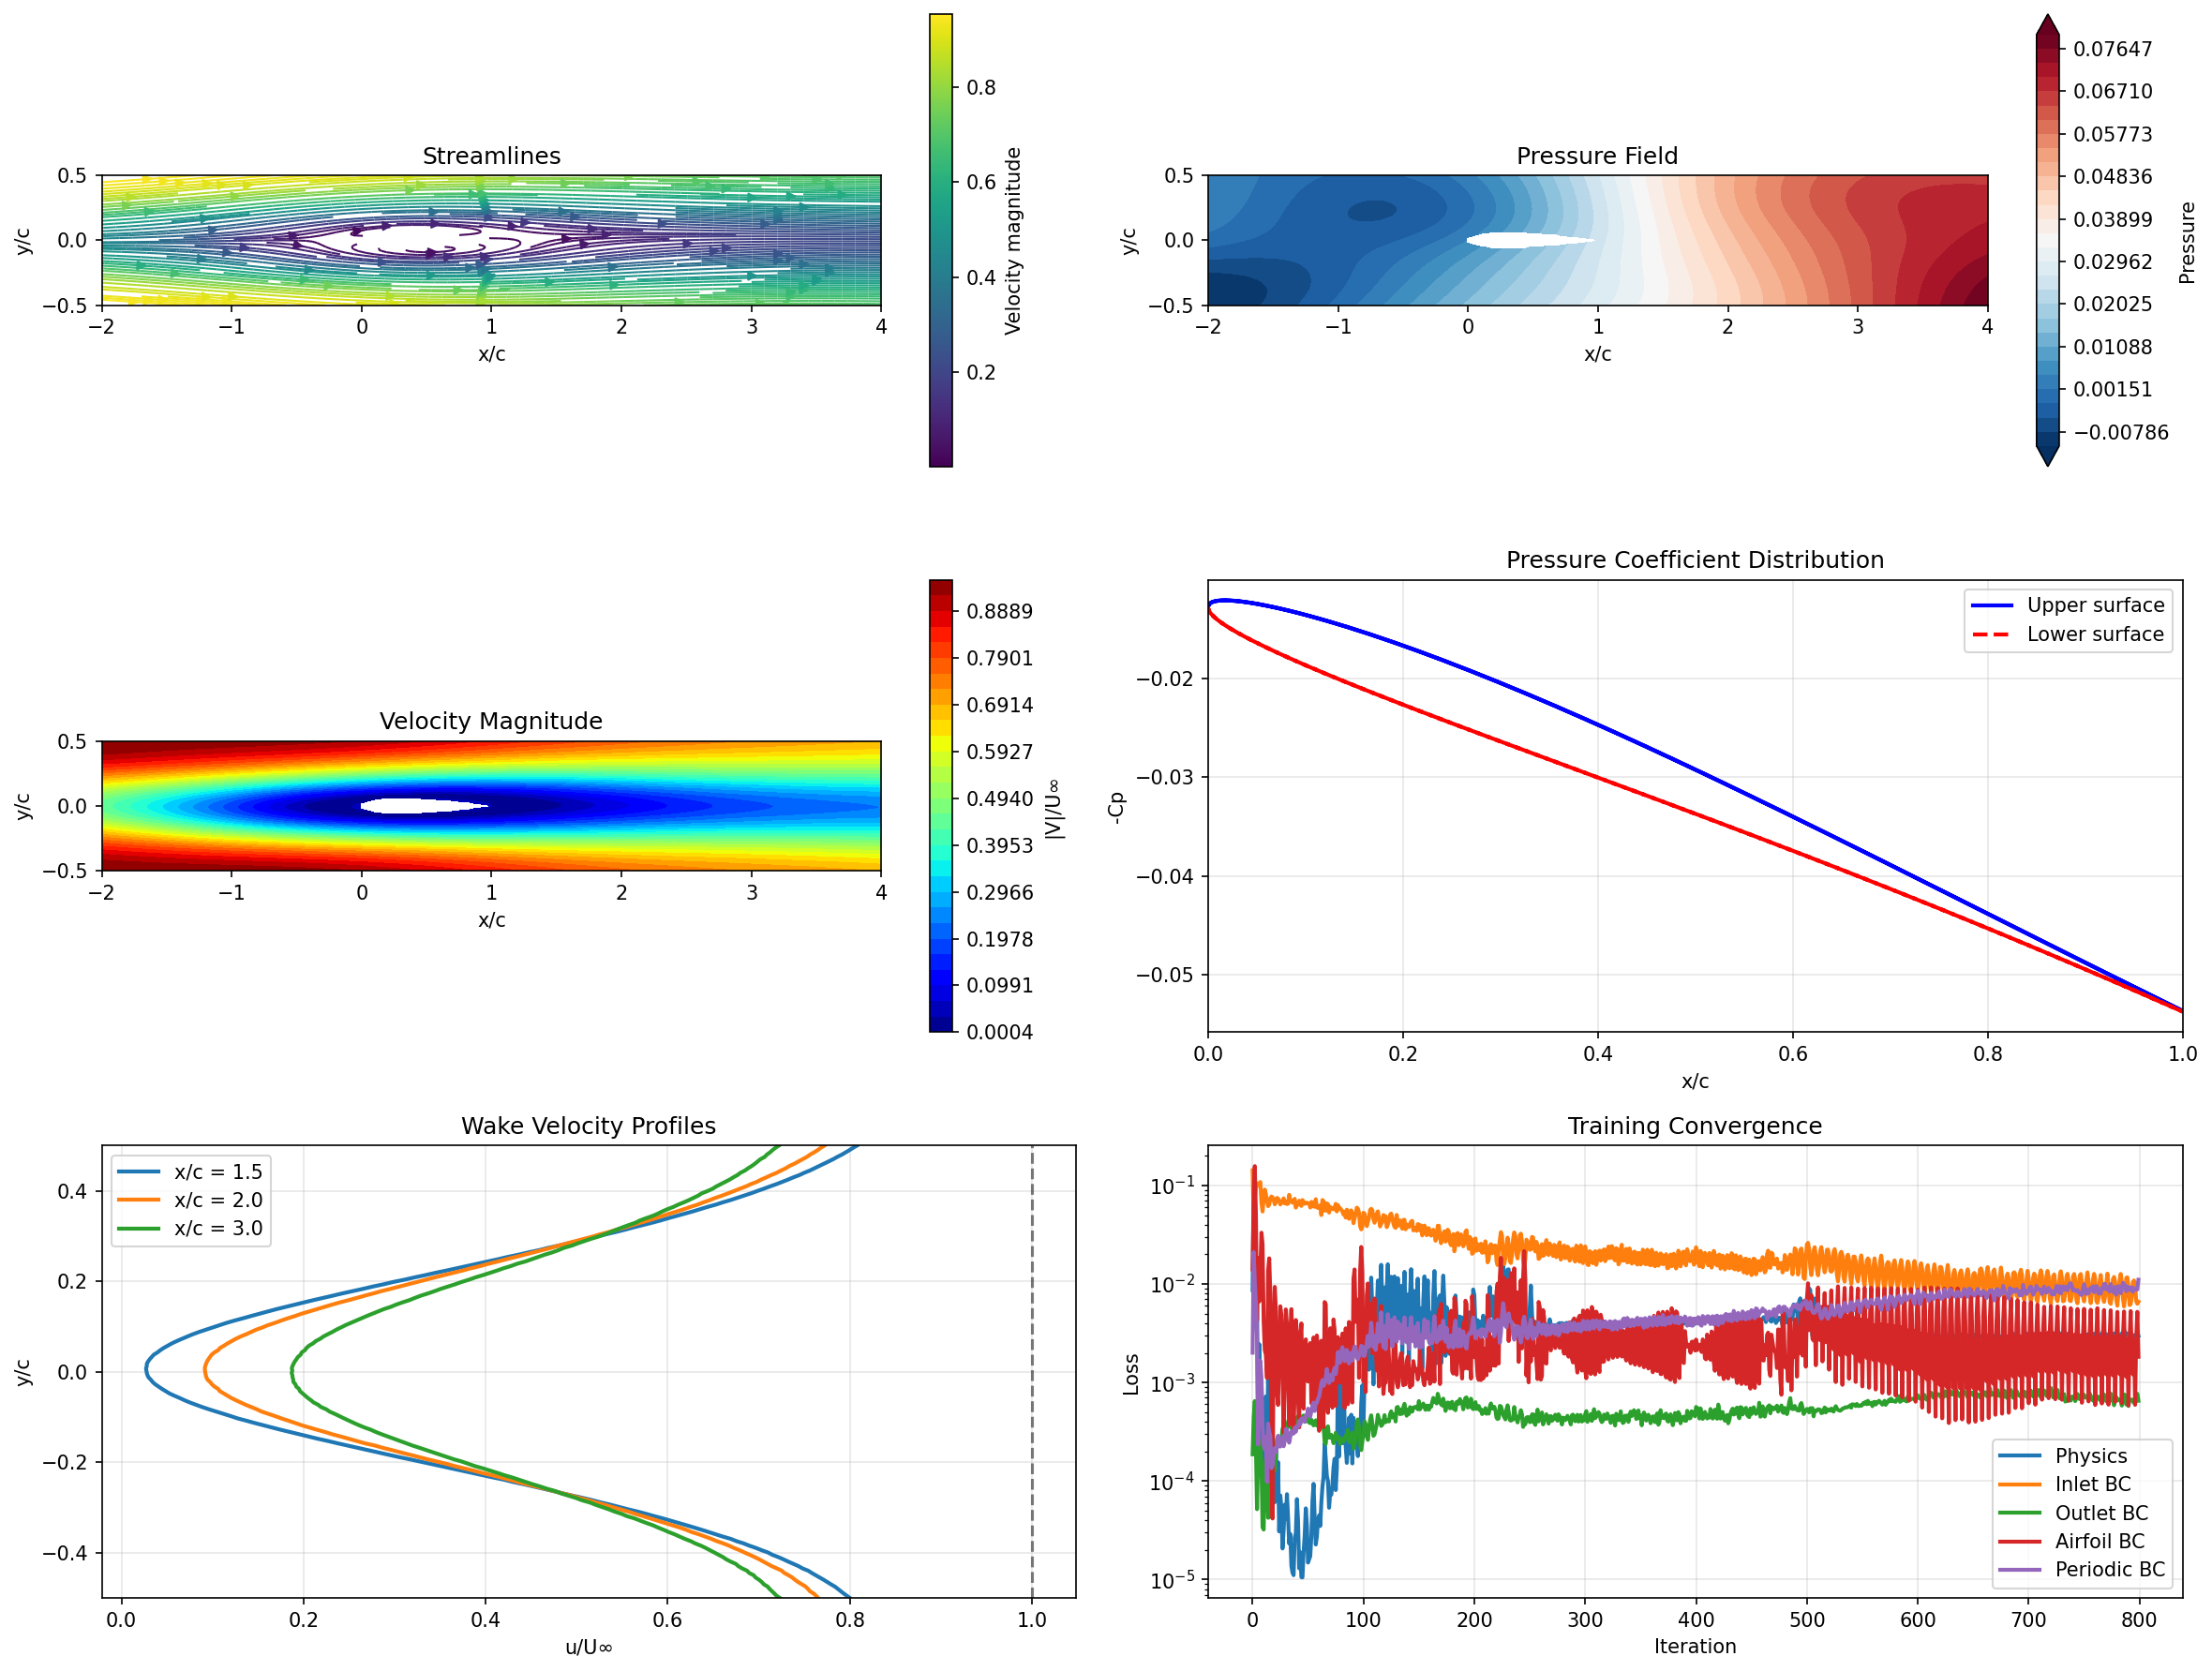 Streamlines
0.5
0.0
−0.5
y/c
−2 −1 0 1 2 3 4
x/c
0.8
0.6
0.4
0.2
Velocity magnitude
Pressure Field
0.5
0.0
−0.5
y/c
−2 −1 0 1 2 3 4
x/c
0.07647
0.06710
0.05773
0.04836
0.03899
0.02962
0.02025
0.01088
0.00151
−0.00786
Pressure
Velocity Magnitude
0.5
0.0
−0.5
y/c
−2 −1 0 1 2 3 4
x/c
0.8889
0.7901
0.6914
0.5927
0.4940
0.3953
0.2966
0.1978
0.0991
0.0004
|V|/U∞
Pressure Coefficient Distribution
Upper surface
Lower surface
−0.02
−0.03
−0.04
−0.05
-Cp
0.0 0.2 0.4 0.6 0.8 1.0
x/c
Wake Velocity Profiles
x/c = 1.5
x/c = 2.0
x/c = 3.0
0.4
0.2
0.0
−0.2
−0.4
y/c
0.0 0.2 0.4 0.6 0.8 1.0
u/U∞
Training Convergence
10⁻¹
10⁻²
10⁻³
10⁻⁴
10⁻⁵
Loss
Physics
Inlet BC
Outlet BC
Airfoil BC
Periodic BC
0 100 200 300 400 500 600 700 800
Iteration